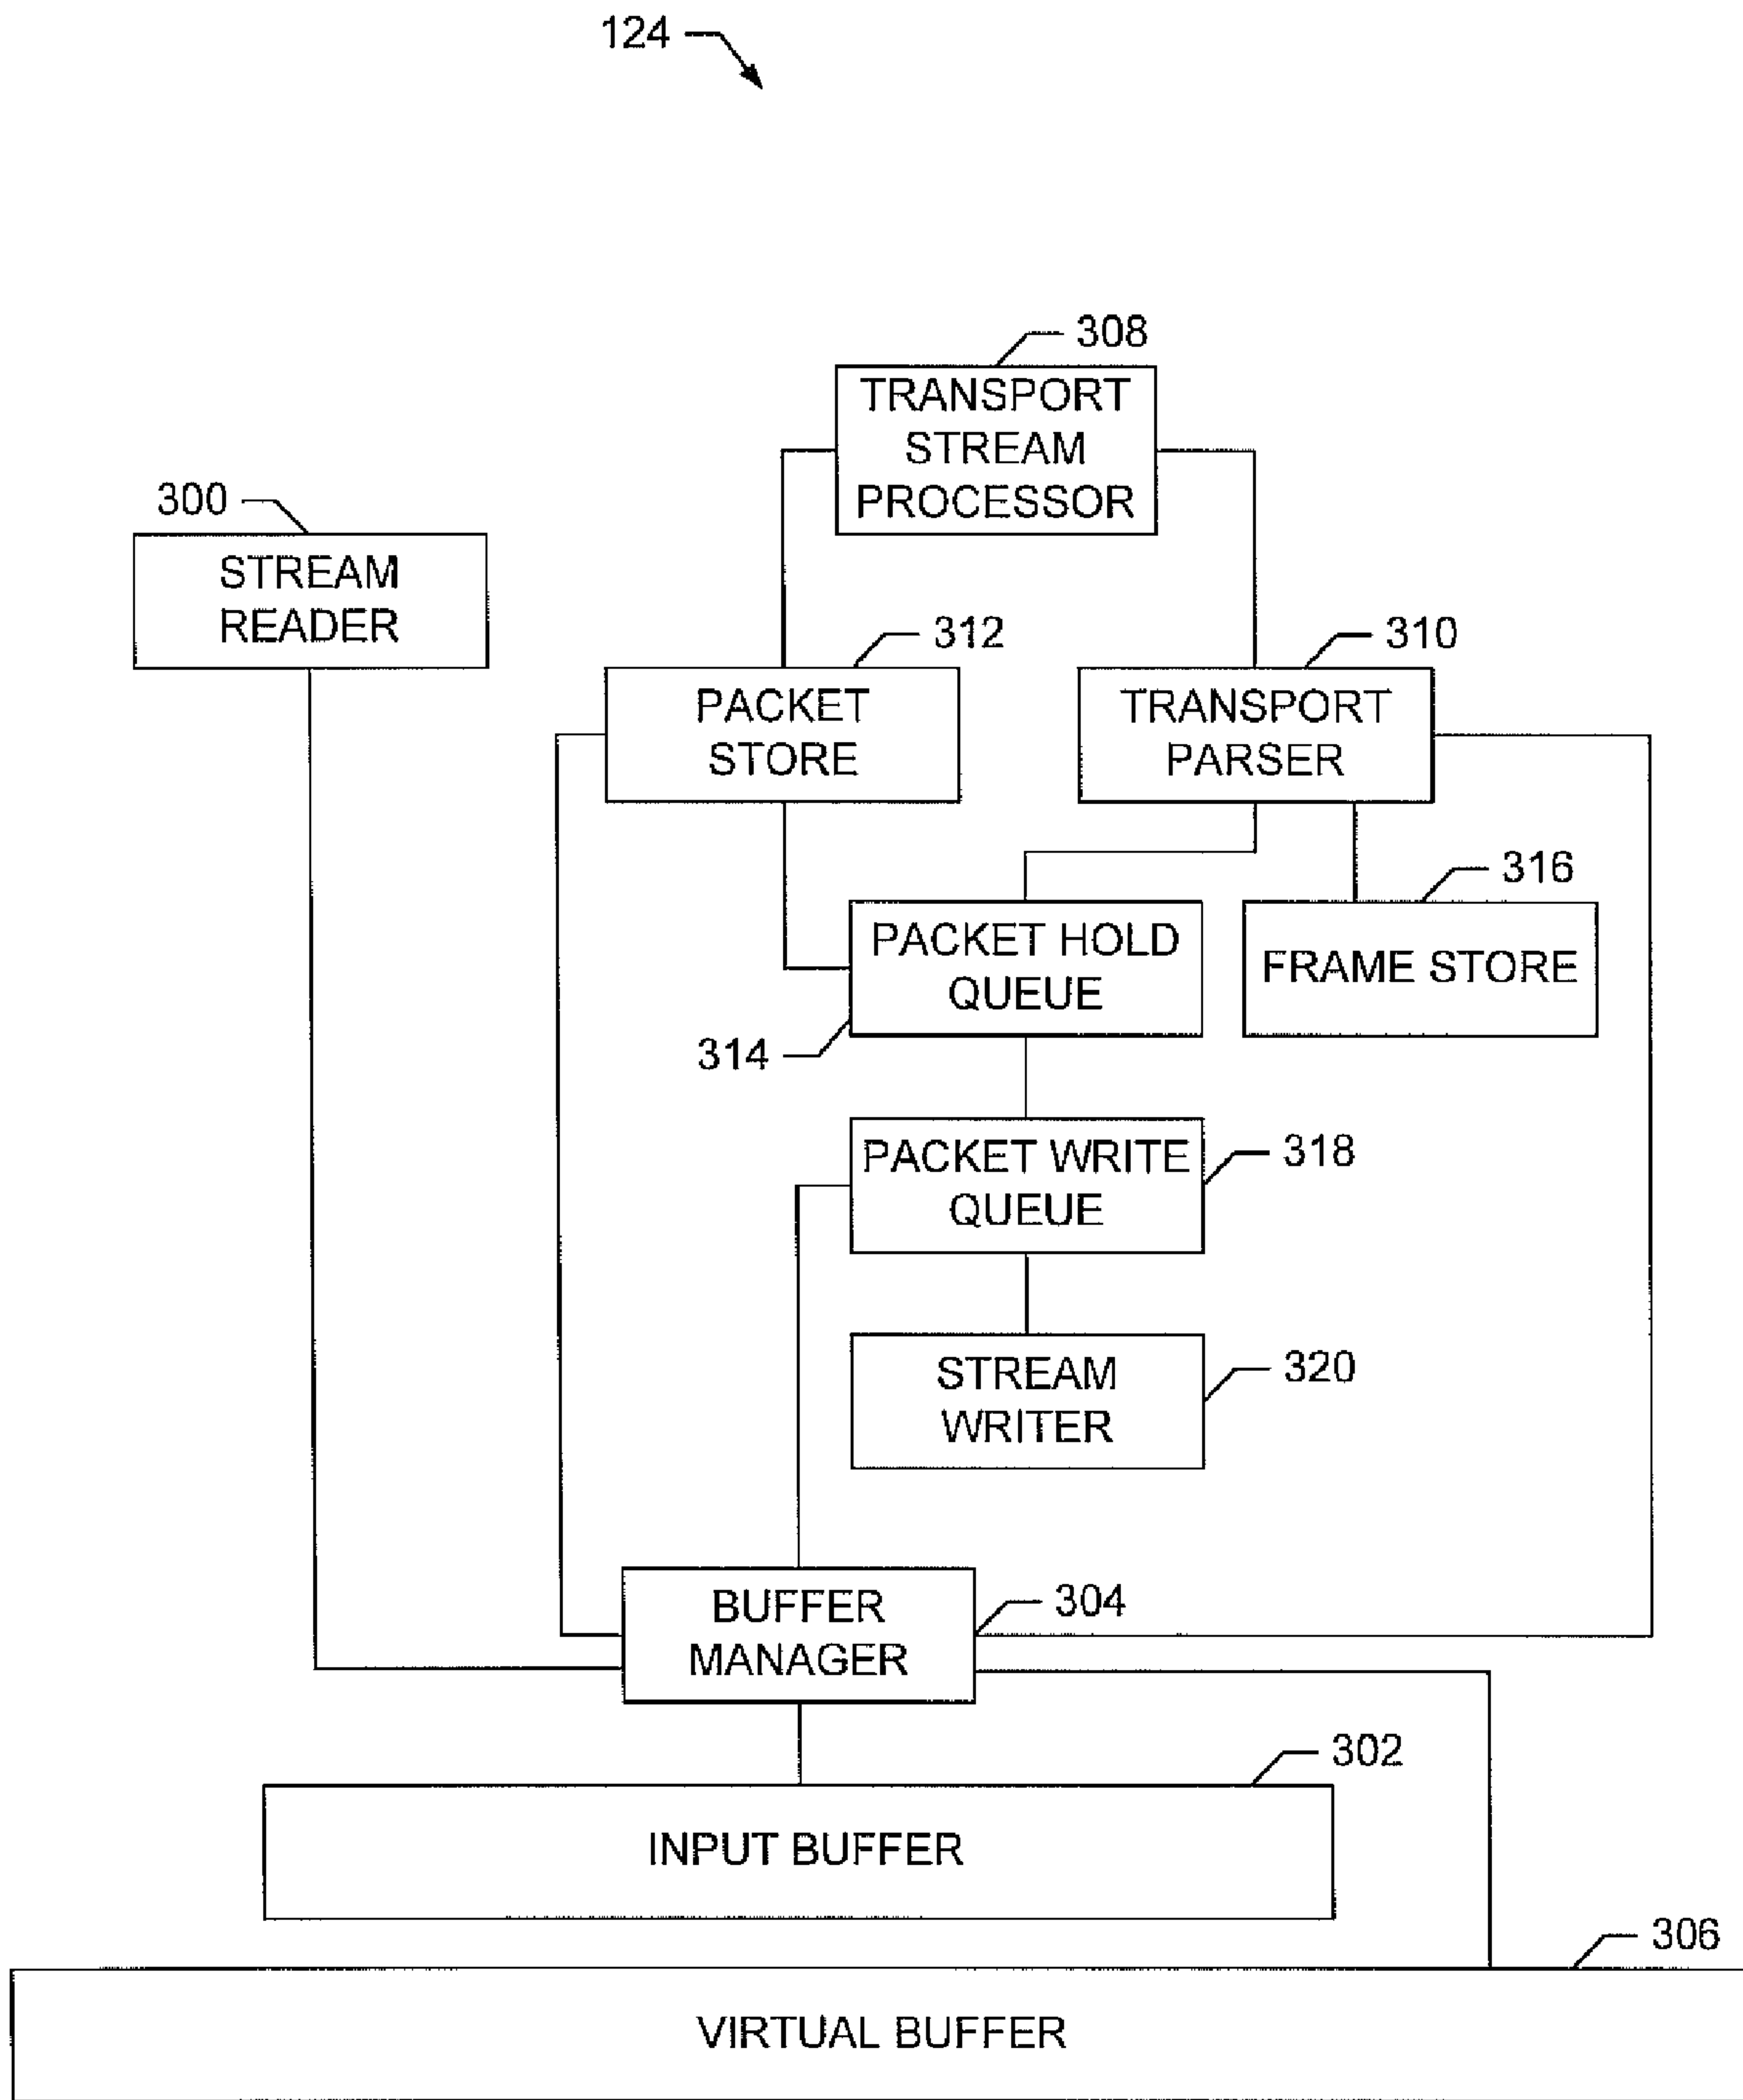 124
308
TRANSPORT
STREAM
PROCESSOR
300
STREAM
READER
312
PACKET
STORE
310
TRANSPORT
PARSER
316
PACKET HOLD
QUEUE
FRAME STORE
314
PACKET WRITE
QUEUE
318
STREAM
WRITER
320
BUFFER
MANAGER
304
302
INPUT BUFFER
306
VIRTUAL BUFFER